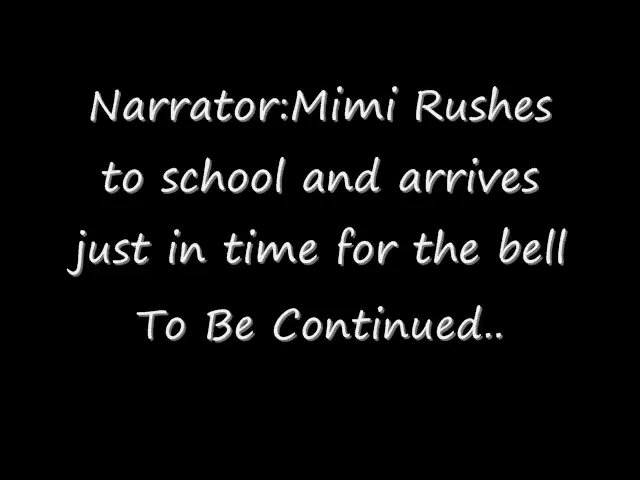 Narrator:Mimi Rushes
to school and arrives
just in time for the bell
To Be Continued..